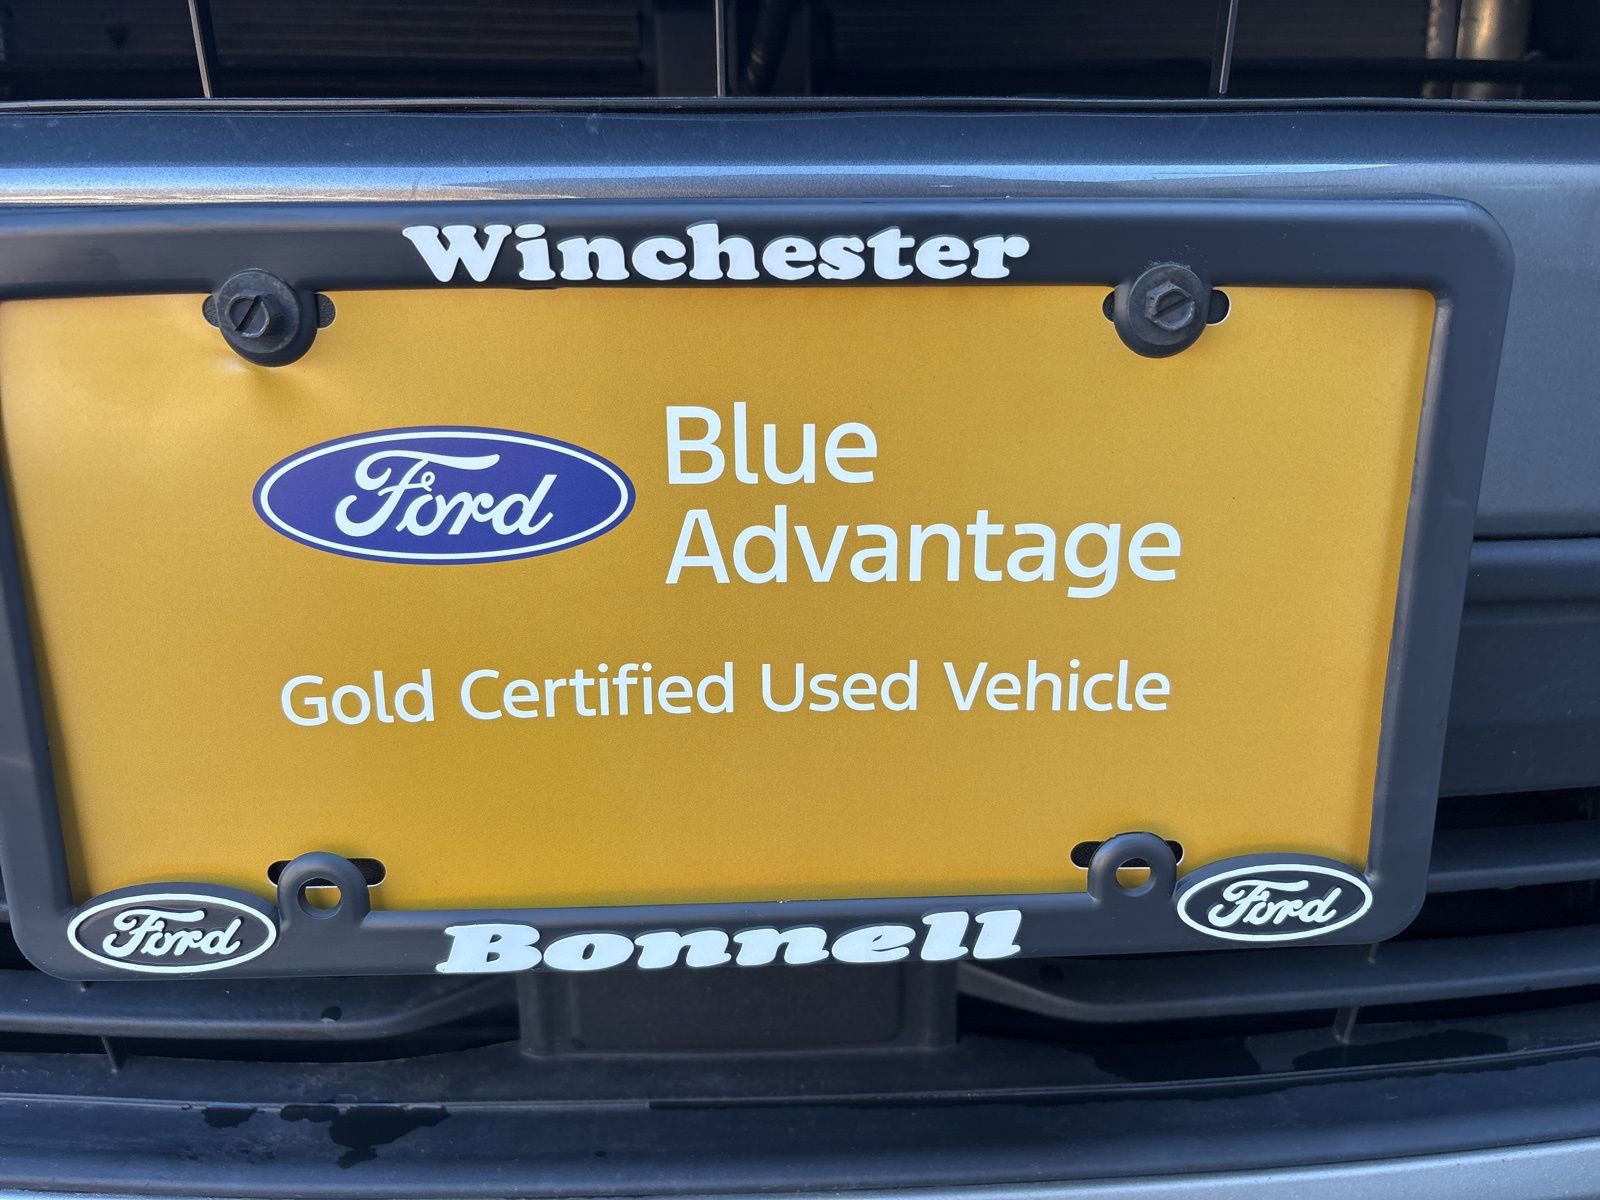 Winchester
Ford
Blue
Advantage
Gold Certified Used Vehicle
Ford
Bonnell
Ford